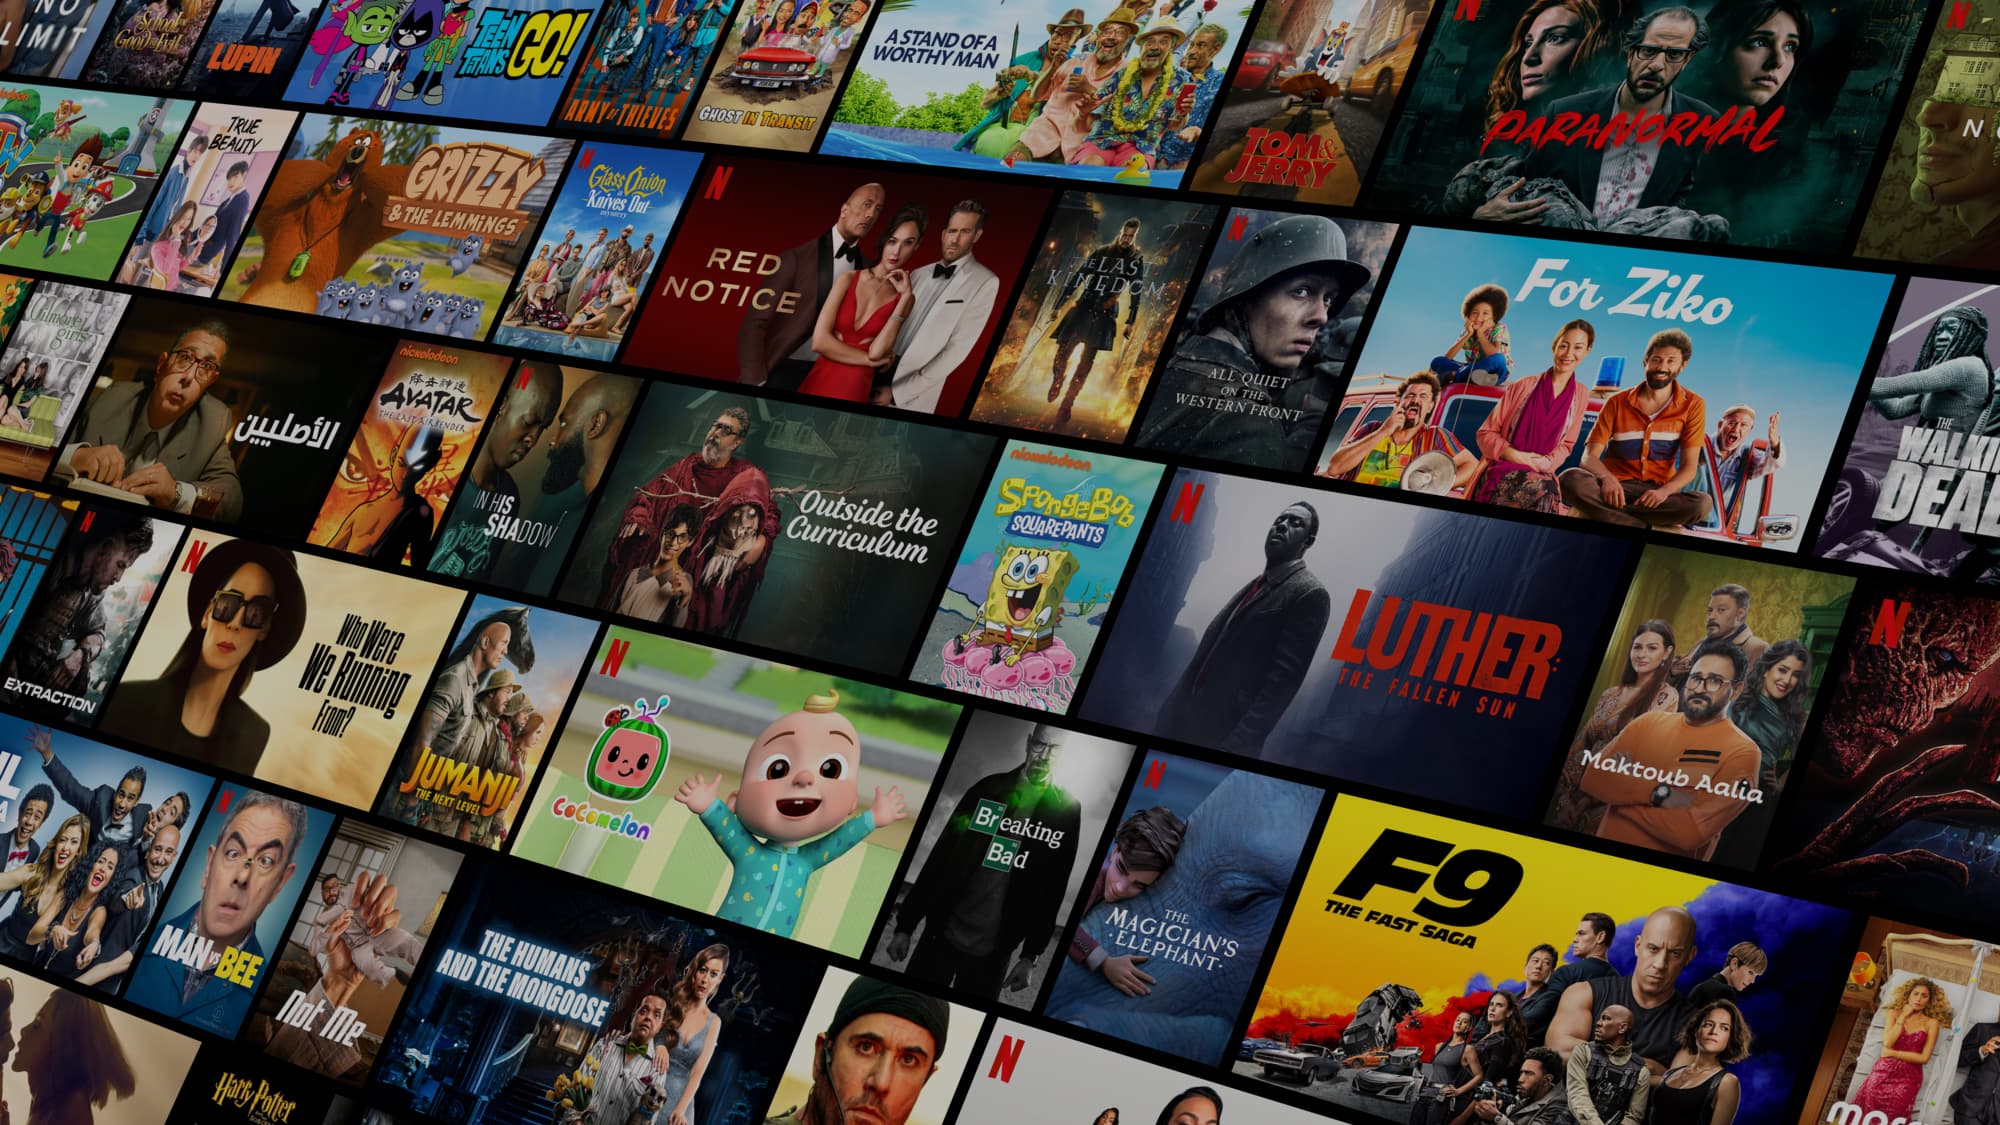 NO
LIMIT
School
Good & Evil
LUPIN
TEEN
TITANS
GO!
ARMY OF THIEVES
GHOST IN TRANSIT
A STAND OF A
WORTHY MAN
TOM &
JERRY
N
PARANORMAL
N
N
TRUE
BEAUTY
GRIZZY
& THE LEMMINGS
N
Glass Onion
Knives Out
mystery
N
RED
NOTICE
THE LAST
KINGDOM
N
ALL QUIET
ON THE
WESTERN FRONT
For Ziko
THE
WALKIN
DEAD
Gilmore
girls
الأصليين
nickelodeon
降去神通
AVATAR
THE LAST AIRBENDER
N
IN HIS
SHADOW
Outside the
Curriculum
nickelodeon
SpongeBob
SQUAREPANTS
N
LUTHER:
THE FALLEN SUN
Maktoub Aalia
N
N
EXTRACTION
N
Who Were
We Running
From?
JUMANJI
THE NEXT LEVEL
N
CoComelon
Breaking
Bad
N
THE
MAGICIAN'S
ELEPHANT
F9
THE FAST SAGA
N
MAN VS
BEE
Not Me
THE HUMANS
AND THE MONGOOSE
Harry Potter
N